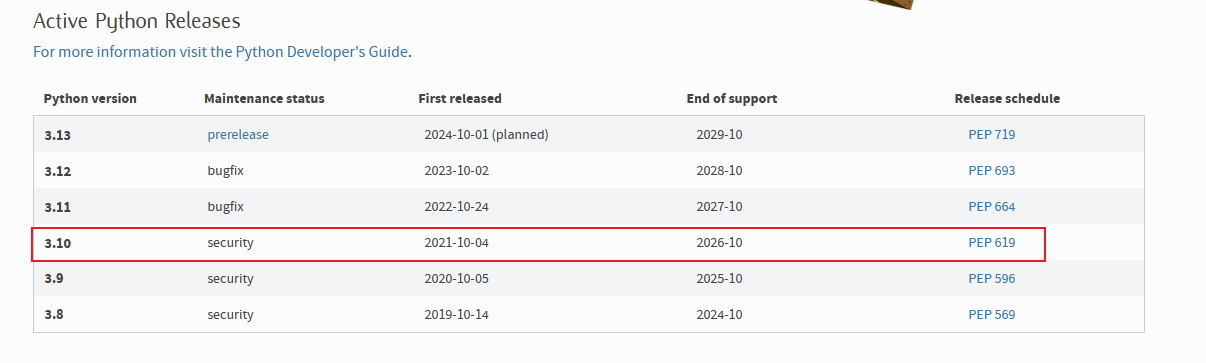 Active Python Releases
For more information visit the Python Developer's Guide.
Python version Maintenance status First released End of support Release schedule
3.13 prerelease 2024-10-01 (planned) 2029-10 PEP 719
3.12 bugfix 2023-10-02 2028-10 PEP 693
3.11 bugfix 2022-10-24 2027-10 PEP 664
3.10 security 2021-10-04 2026-10 PEP 619
3.9 security 2020-10-05 2025-10 PEP 596
3.8 security 2019-10-14 2024-10 PEP 569